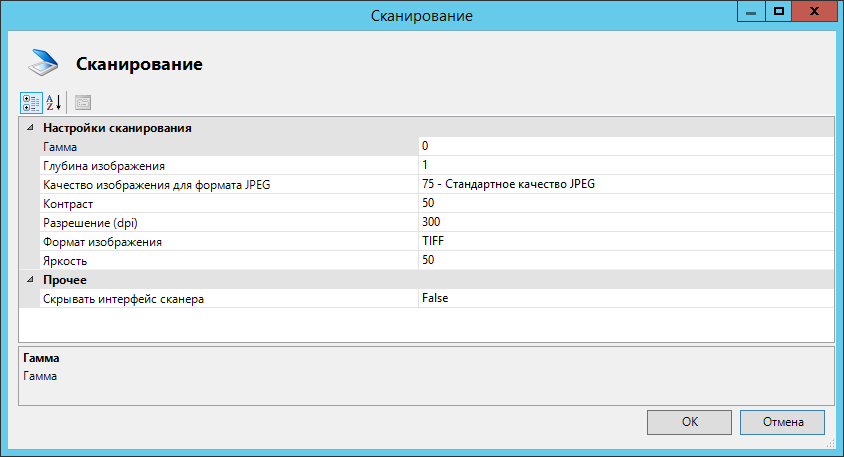 Сканирование
Сканирование
Настройки сканирования
Гамма 0
Глубина изображения 1
Качество изображения для формата JPEG 75 - Стандартное качество JPEG
Контраст 50
Разрешение (dpi) 300
Формат изображения TIFF
Яркость 50
Прочее
Скрывать интерфейс сканера False
Гамма
Гамма
OK Отмена